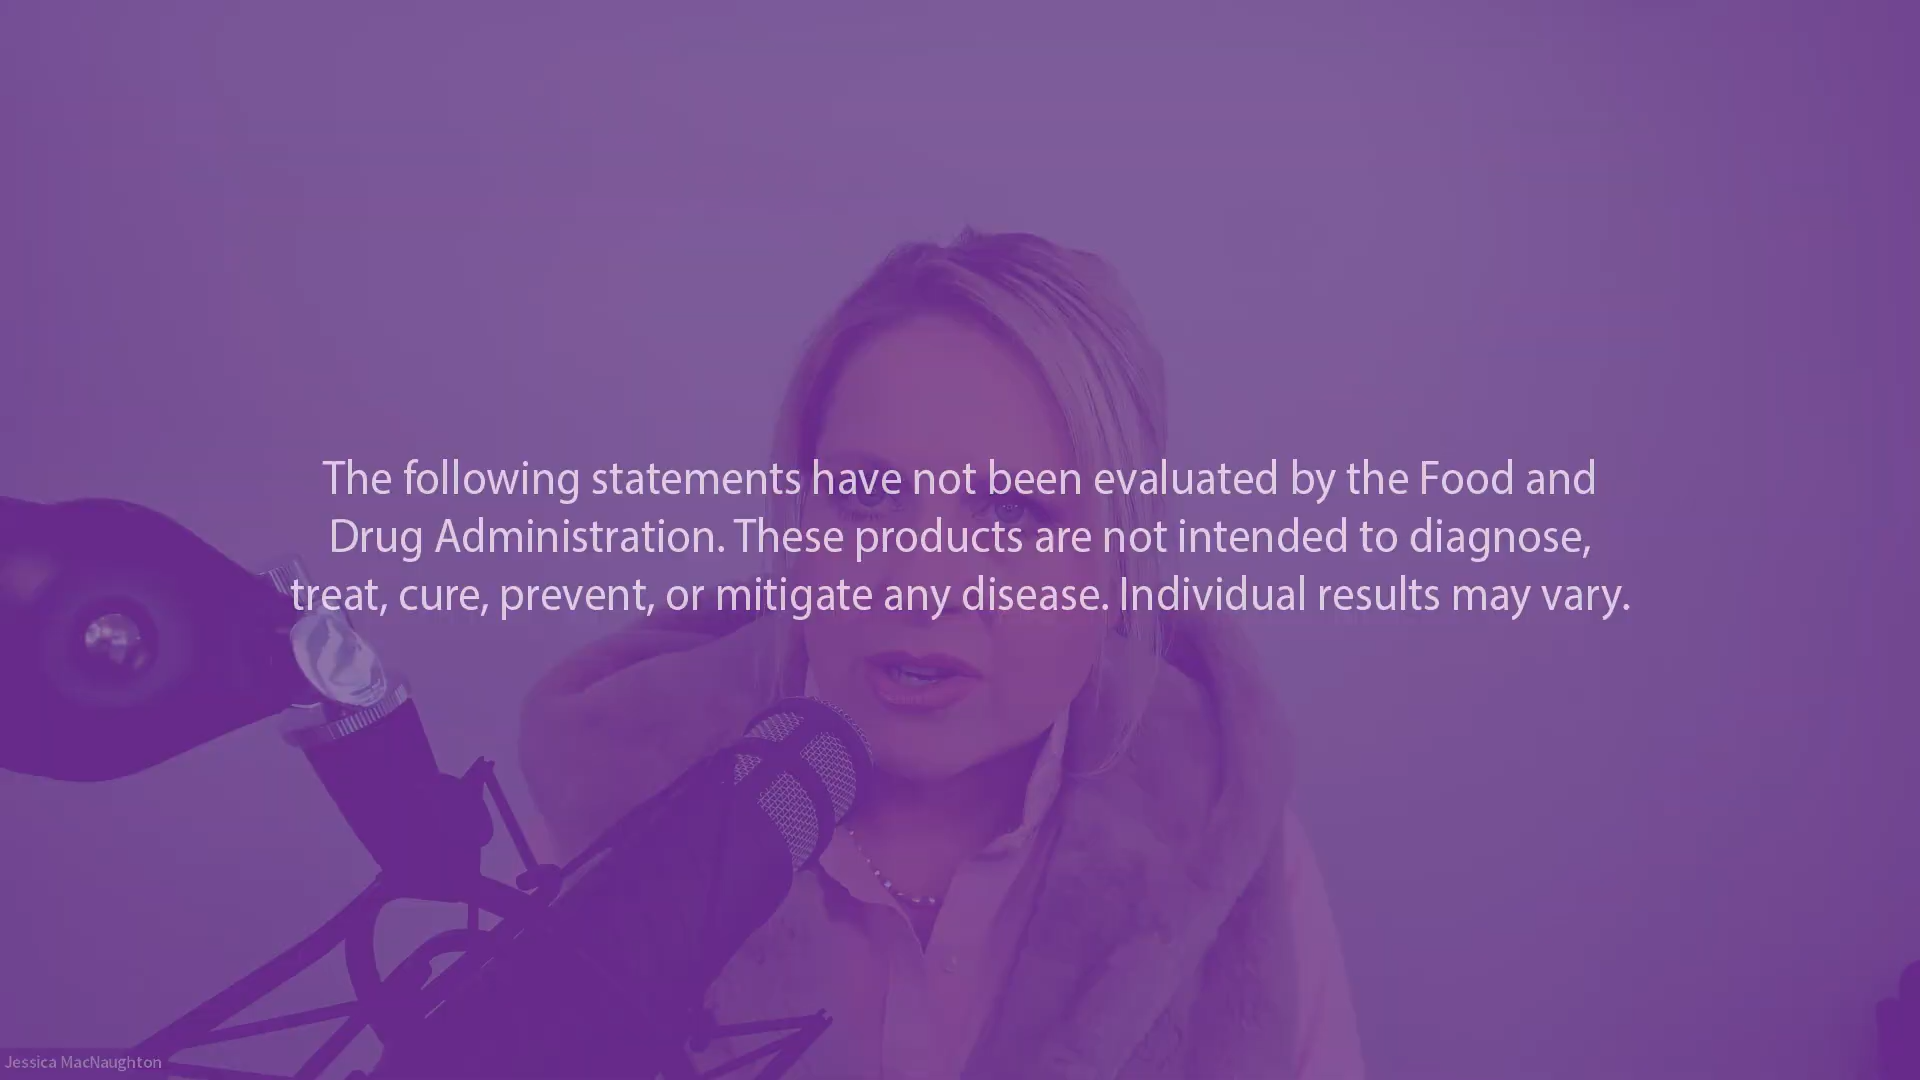 The following statements have not been evaluated by the Food and
Drug Administration. These products are not intended to diagnose,
treat, cure, prevent, or mitigate any disease. Individual results may vary.
Jessica MacNaughton